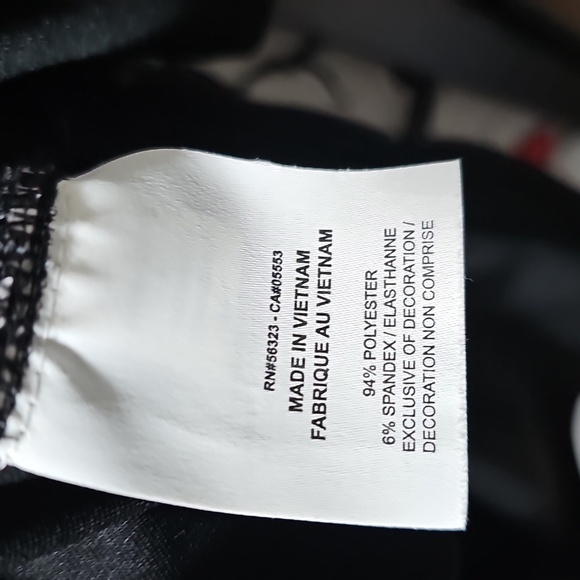 RN#56323 - CA#05553
MADE IN VIETNAM
FABRIQUE AU VIETNAM
94% POLYESTER
6% SPANDEX / ELASTHANNE
EXCLUSIVE OF DECORATION /
DECORATION NON COMPRISE